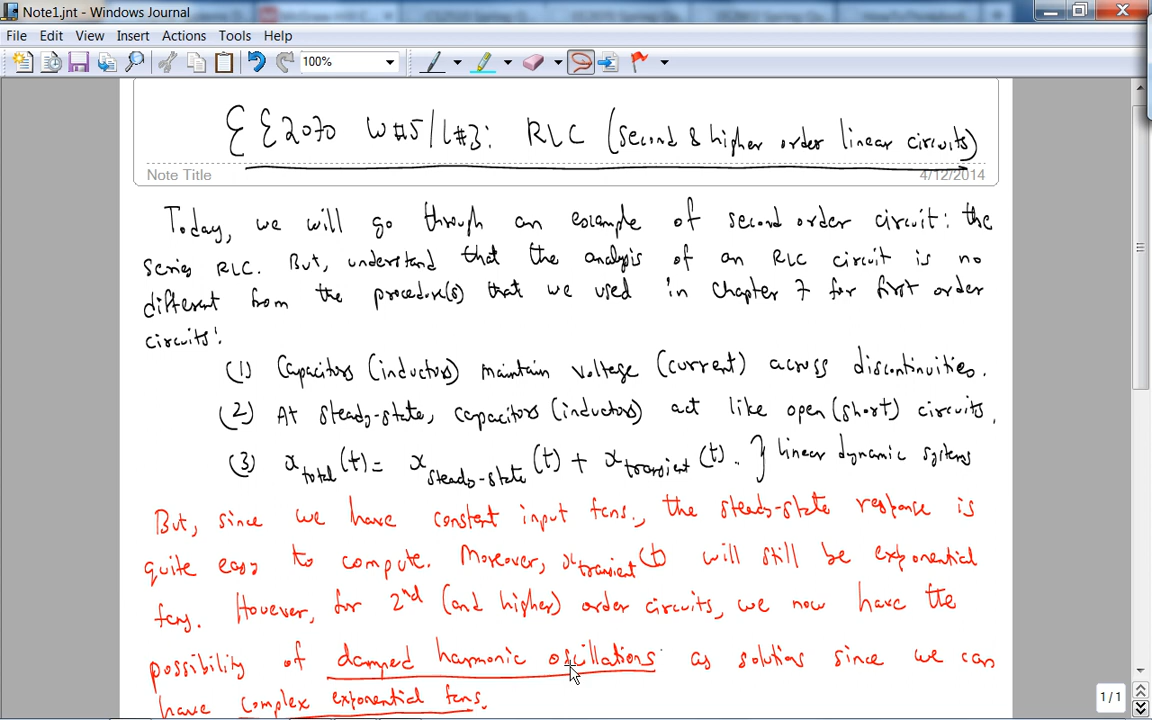 Note1.jnt - Windows Journal
File Edit View Insert Actions Tools Help
100%
EE2070 W#5/L#3: RLC (second & higher order linear circuits)
Note Title
4/12/2014
Today, we will go through an example of second order circuit: the
series RLC. But, understand that the analysis of an RLC circuit is no
different from the procedure(s) that we used in chapter 7 for first order
circuits:
(1) Capacitors (inductors) maintain voltage (current) across discontinuities.
(2) At steady-state, capacitors (inductors) act like open (short) circuits.
(3) x_total(t) = x_steady-state(t) + x_transient(t). } linear dynamic systems
But, since we have constant input fcns., the steady-state response is
quite easy to compute. Moreover, x_transient(t) will still be exponential
fcns. However, for 2nd (and higher) order circuits, we now have the
possibility of damped harmonic oscillations as solutions since we can
have complex exponential fcns.
1 / 1